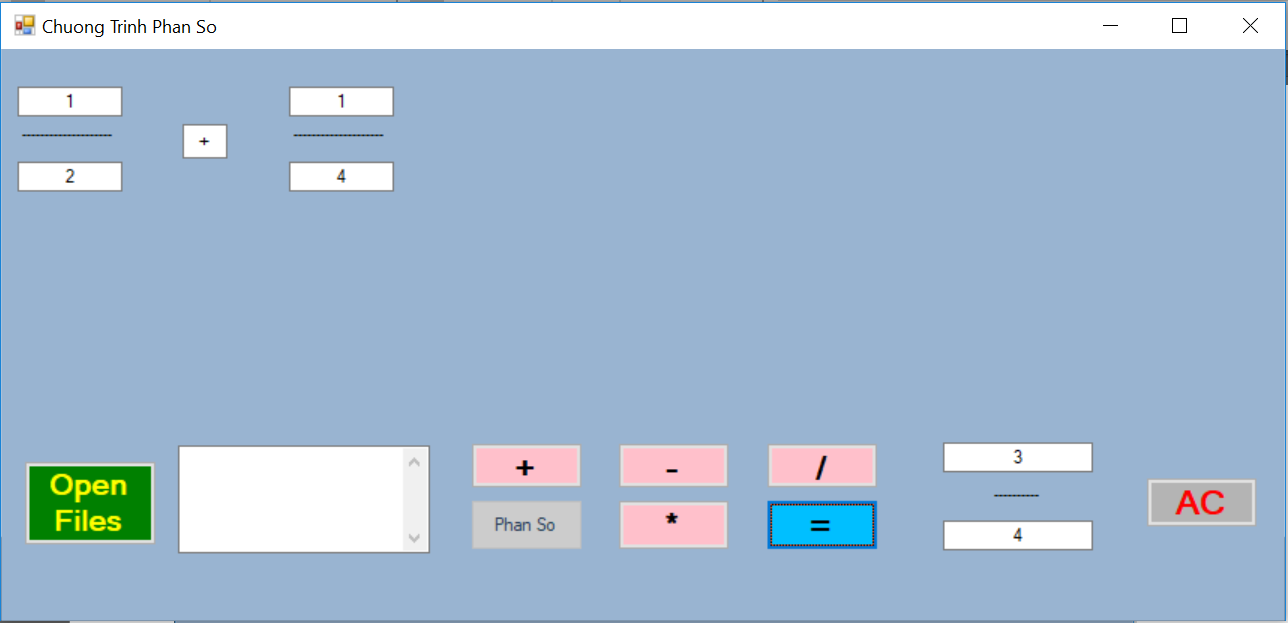 Chuong Trinh Phan So
1 1
-------------------- + --------------------
2 4
Open
Files
+ - / 3
Phan So * = ----------
4
AC